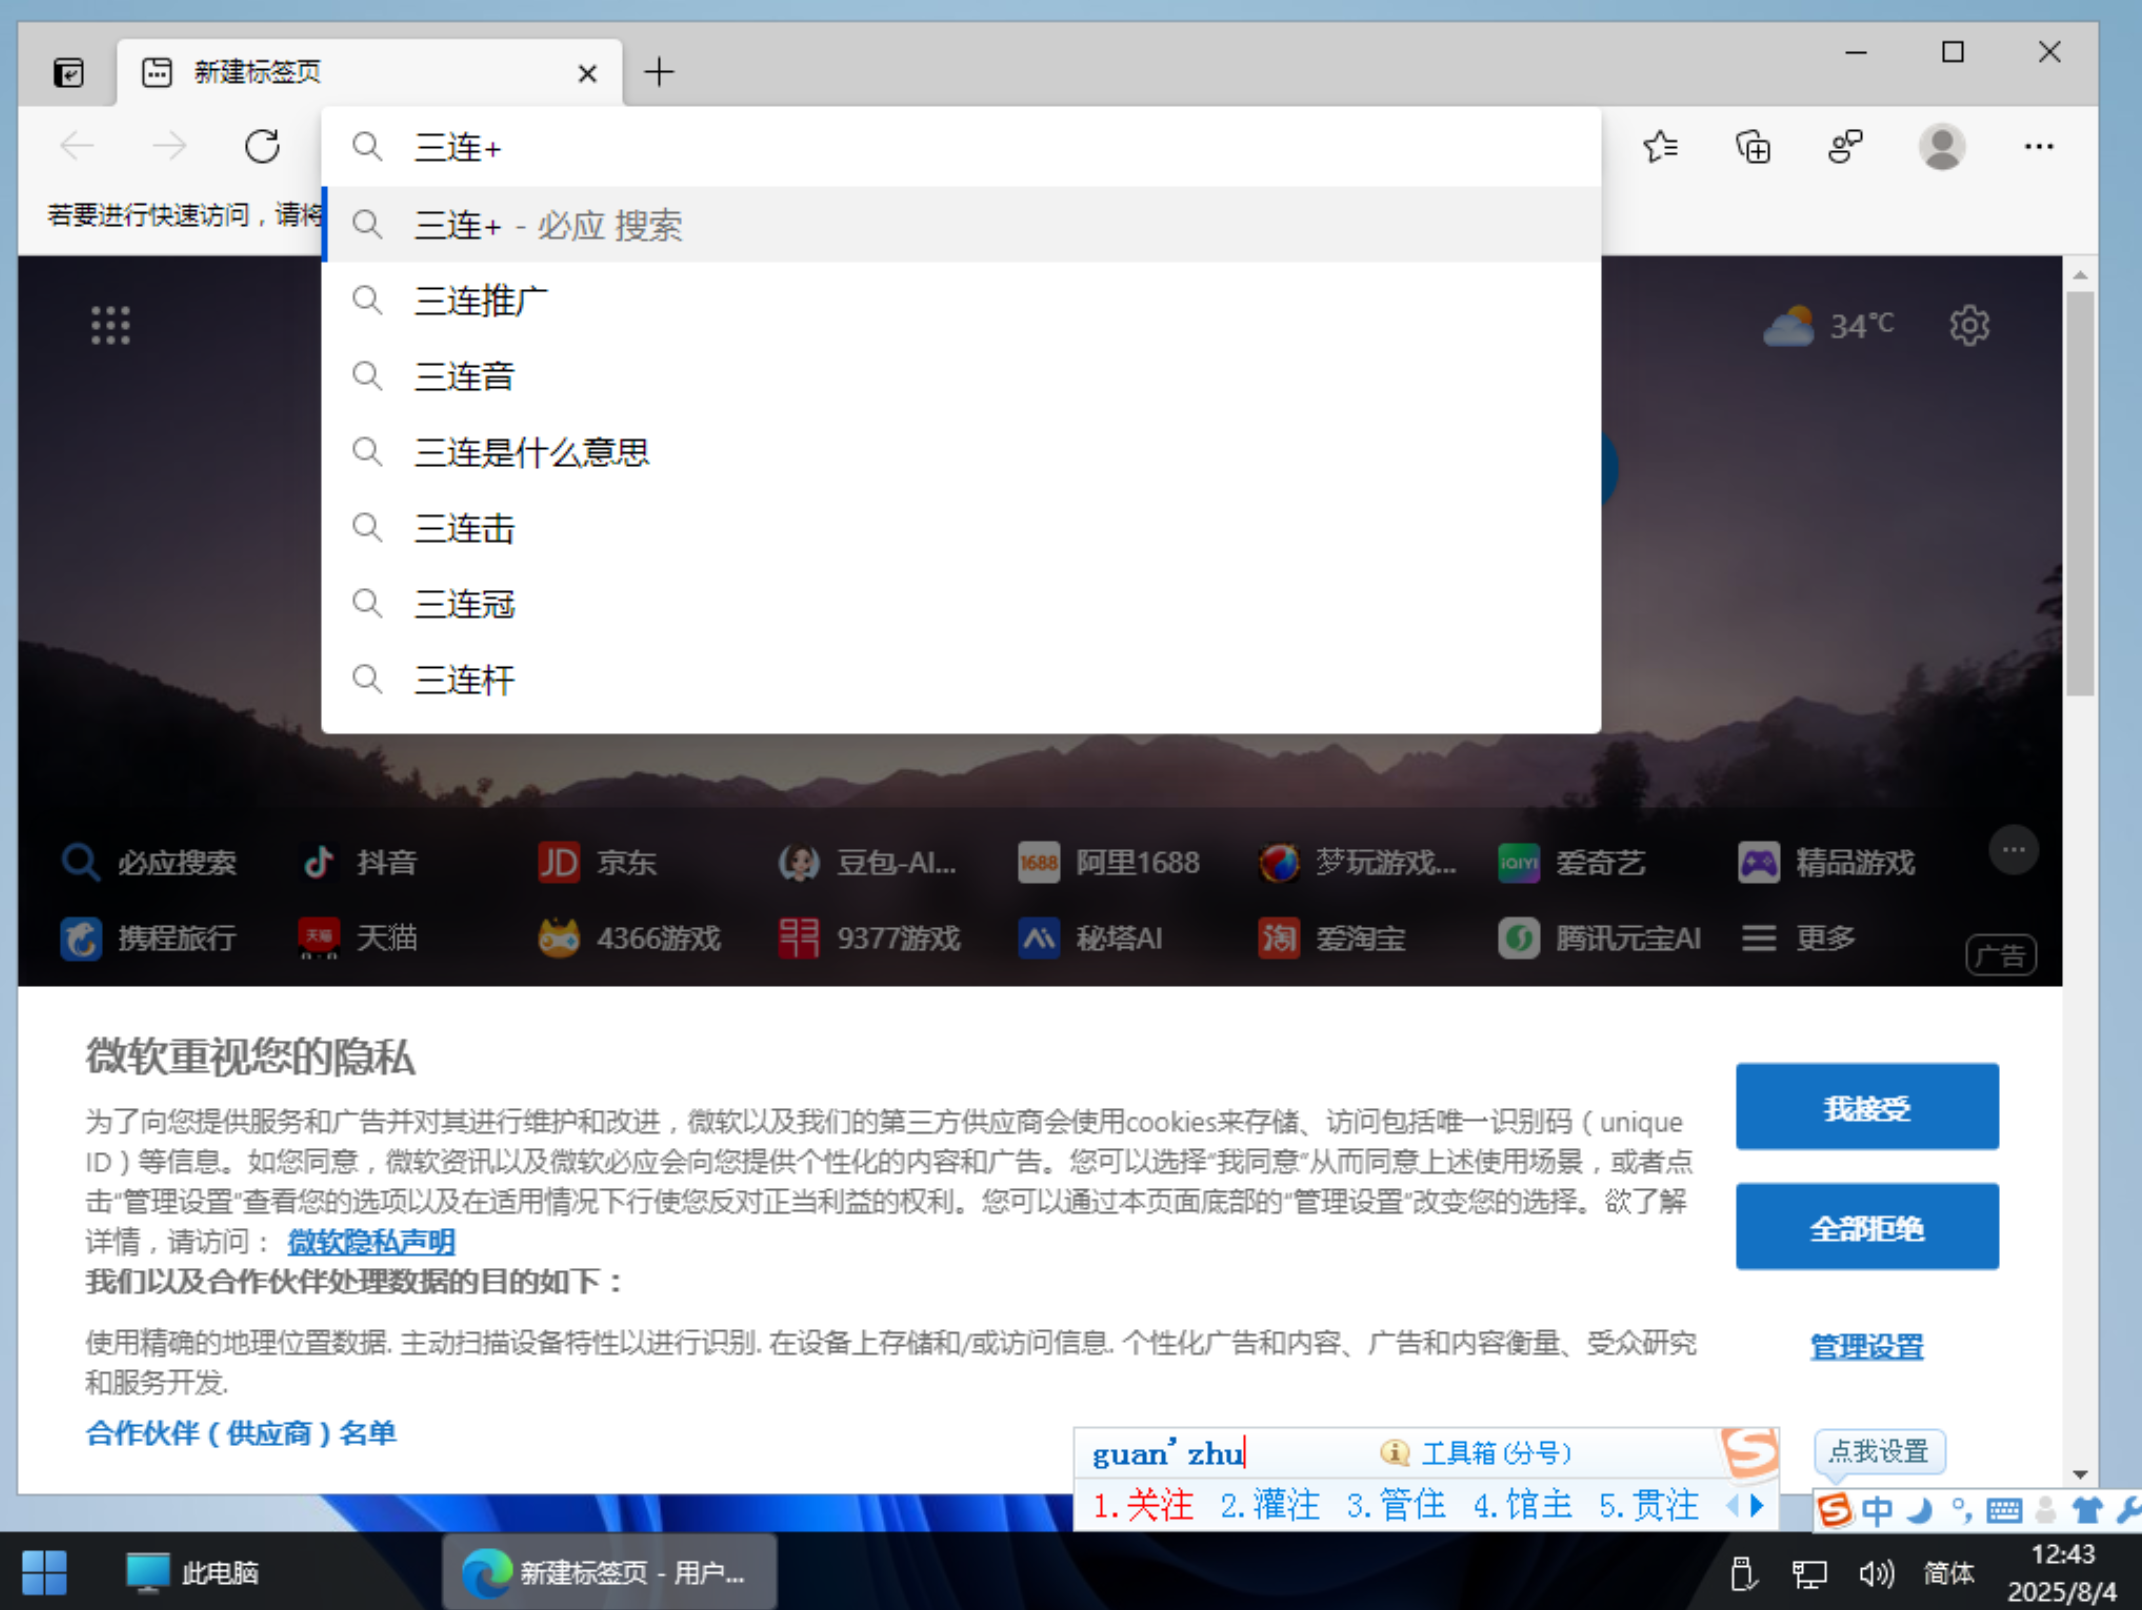 新建标签页
三连+
若要进行快速访问，请将
三连+ - 必应 搜索
三连推广
三连音
三连是什么意思
三连击
三连冠
三连杆
34°C
必应搜索
抖音
JD 京东
豆包-AI...
1688 阿里1688
梦玩游戏...
iQIYI 爱奇艺
精品游戏
携程旅行
天猫 天猫
4366游戏
9377游戏
秘塔AI
淘 爱淘宝
腾讯元宝AI
更多
广告
微软重视您的隐私
为了向您提供服务和广告并对其进行维护和改进，微软以及我们的第三方供应商会使用cookies来存储、访问包括唯一识别码（unique
ID）等信息。如您同意，微软资讯以及微软必应会向您提供个性化的内容和广告。您可以选择“我同意”从而同意上述使用场景，或者点
击“管理设置”查看您的选项以及在适用情况下行使您反对正当利益的权利。您可以通过本页面底部的“管理设置”改变您的选择。欲了解
详情，请访问： 微软隐私声明
我们以及合作伙伴处理数据的目的如下：
使用精确的地理位置数据. 主动扫描设备特性以进行识别. 在设备上存储和/或访问信息. 个性化广告和内容、广告和内容衡量、受众研究
和服务开发.
合作伙伴（供应商）名单
我接受
全部拒绝
管理设置
guan'zhu 工具箱(分号)
1.关注 2.灌注 3.管住 4.馆主 5.贯注
点我设置
中
此电脑
新建标签页 - 用户...
简体
12:43
2025/8/4